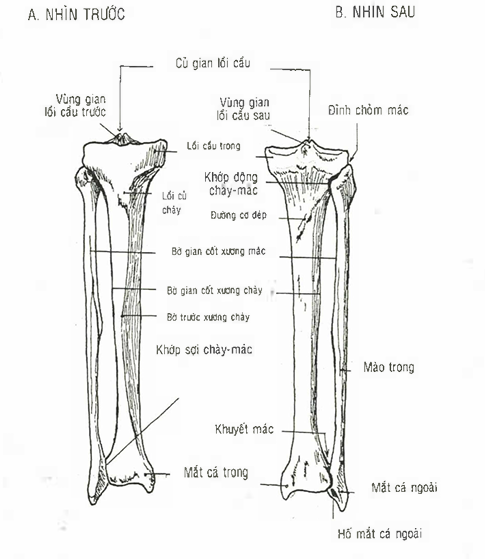 A. NHÌN TRƯỚC
B. NHÌN SAU
Củ gian lồi cầu
Vùng gian
lồi cầu trước
Vùng gian
lồi cầu sau
Đỉnh chỏm mác
Lồi cầu trong
Khớp động
chày-mác
Lồi củ
chày
Đường cơ dép
Bờ gian cốt xương mác
Bờ gian cốt xương chày
Bờ trước xương chày
Khớp sợi chày-mác
Mào trong
Khuyết mác
Mắt cá trong
Mắt cá ngoài
Hố mắt cá ngoài